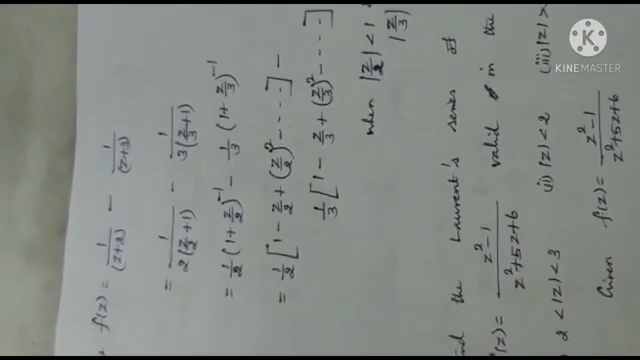 f(z) = 1/(z+2) - 1/(z+3)
= 1/2(z/2+1) - 1/3(z/3+1)
= 1/2 (1+z/2)^-1 - 1/3 (1+z/3)^-1
= 1/2 [1 - z/2 + (z/2)^2 - ....] -
1/3 [1 - z/3 + (z/3)^2 - ....]
when |z/2| < 1
|z/3|
the Laurent's series of
(z) = z^2-1/z^2+5z+6 valid in the
2 < |z| < 3 (ii) |z| < 2 (iii) |z| >
Given f(z) = z^2-1/z^2+5z+6
KINEMASTER